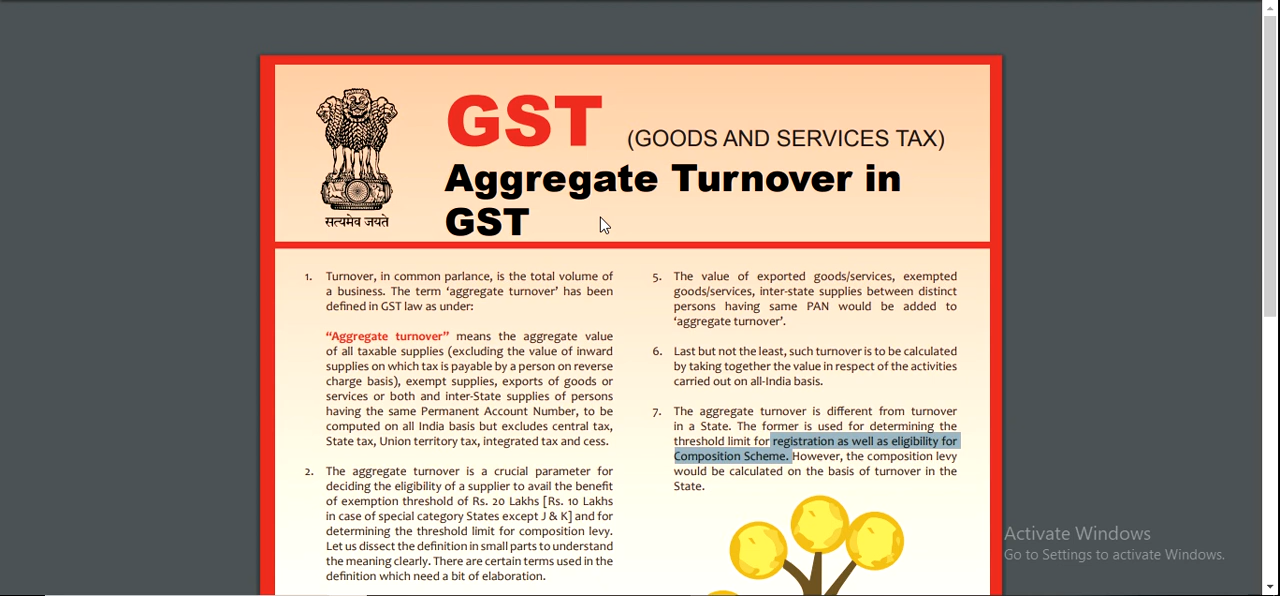 GST (GOODS AND SERVICES TAX)
Aggregate Turnover in
GST
सत्यमेव जयते
1. Turnover, in common parlance, is the total volume of
a business. The term ‘aggregate turnover’ has been
defined in GST law as under:
“Aggregate turnover” means the aggregate value
of all taxable supplies (excluding the value of inward
supplies on which tax is payable by a person on reverse
charge basis), exempt supplies, exports of goods or
services or both and inter-State supplies of persons
having the same Permanent Account Number, to be
computed on all India basis but excludes central tax,
State tax, Union territory tax, integrated tax and cess.
2. The aggregate turnover is a crucial parameter for
deciding the eligibility of a supplier to avail the benefit
of exemption threshold of Rs. 20 Lakhs [Rs. 10 Lakhs
in case of special category States except J & K] and for
determining the threshold limit for composition levy.
Let us dissect the definition in small parts to understand
the meaning clearly. There are certain terms used in the
definition which need a bit of elaboration.
5. The value of exported goods/services, exempted
goods/services, inter-state supplies between distinct
persons having same PAN would be added to
‘aggregate turnover’.
6. Last but not the least, such turnover is to be calculated
by taking together the value in respect of the activities
carried out on all-India basis.
7. The aggregate turnover is different from turnover
in a State. The former is used for determining the
threshold limit for registration as well as eligibility for
Composition Scheme. However, the composition levy
would be calculated on the basis of turnover in the
State.
Activate Windows
Go to Settings to activate Windows.